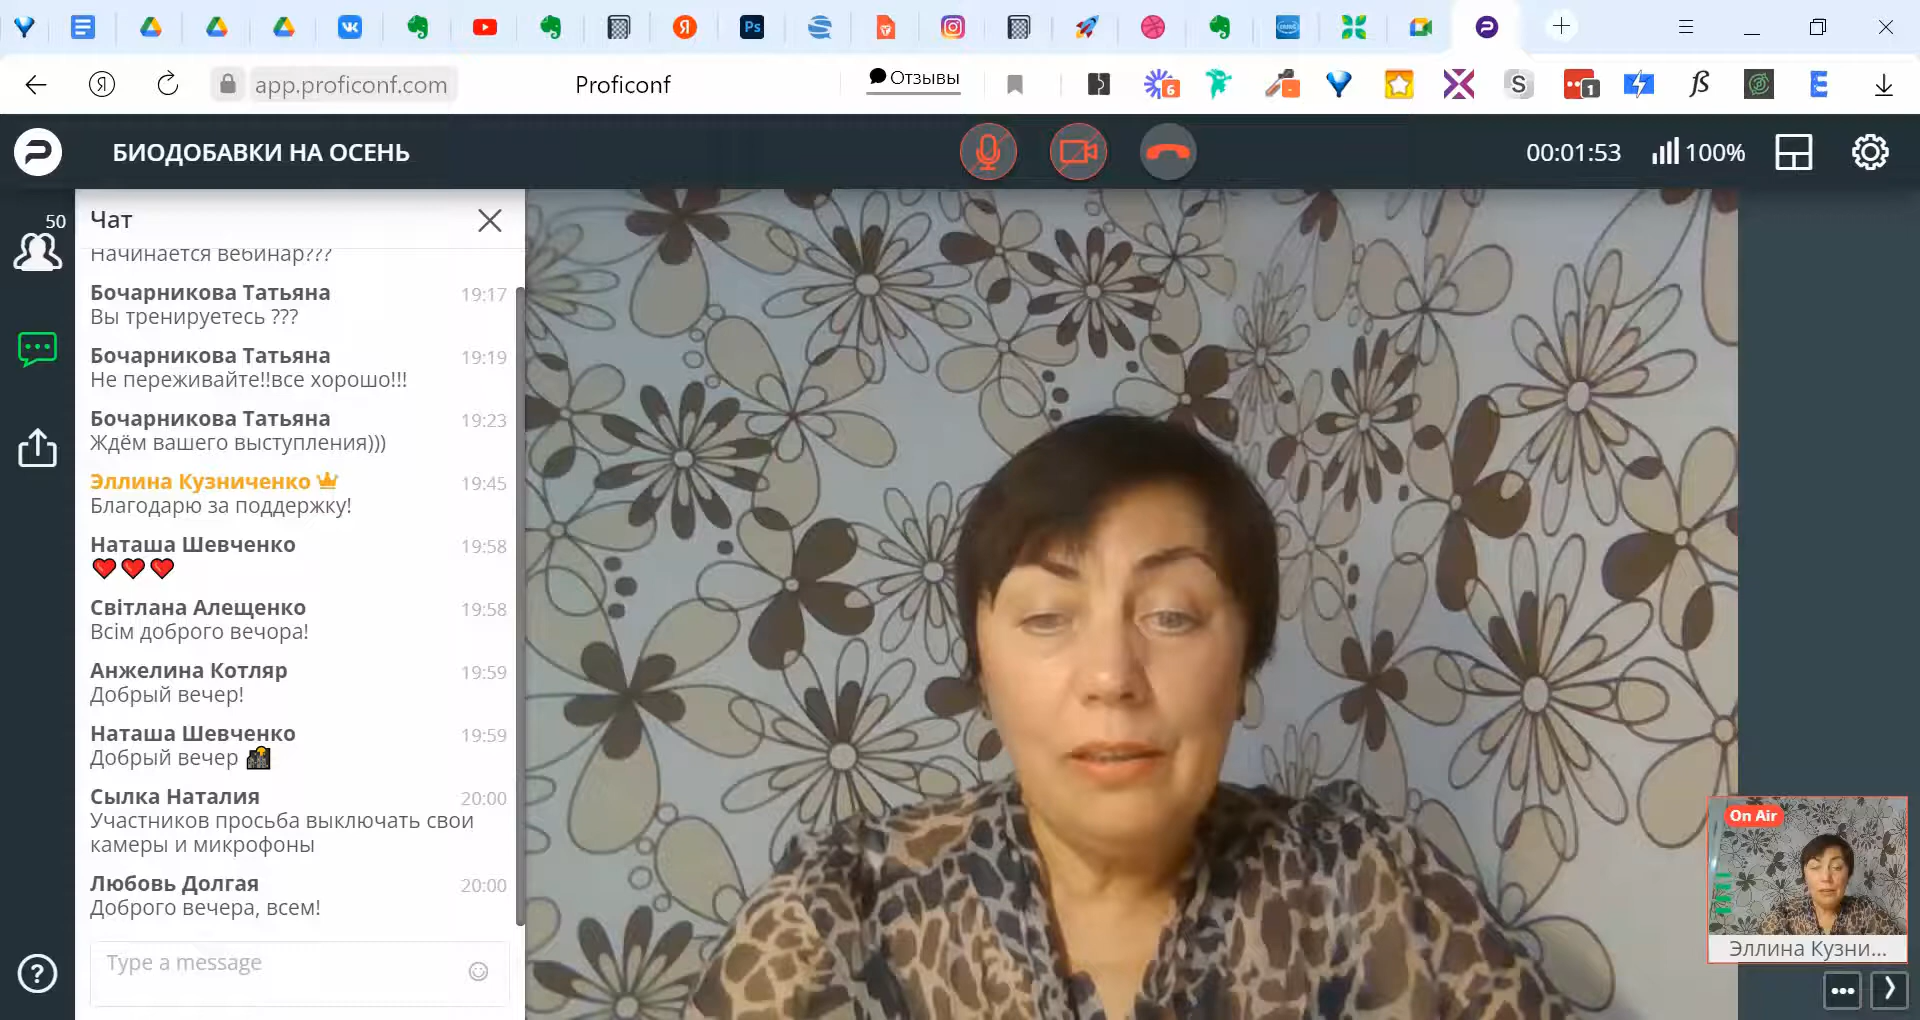 app.proficonf.com
Proficonf
Отзывы
6
1
БИОДОБАВКИ НА ОСЕНЬ
00:01:53
100%
50
Чат
Начинается вебинар???
Бочарникова Татьяна 19:17
Вы тренируетесь ???
Бочарникова Татьяна 19:19
Не переживайте!!все хорошо!!!
Бочарникова Татьяна 19:23
Ждём вашего выступления)))
Эллина Кузниченко 19:45
Благодарю за поддержку!
Наташа Шевченко 19:58
❤❤❤
Світлана Алещенко 19:58
Всім доброго вечора!
Анжелина Котляр 19:59
Добрый вечер!
Наташа Шевченко 19:59
Добрый вечер
Сылка Наталия 20:00
Участников просьба выключать свои
камеры и микрофоны
Любовь Долгая 20:00
Доброго вечера, всем!
Type a message
On Air
Эллина Кузни...